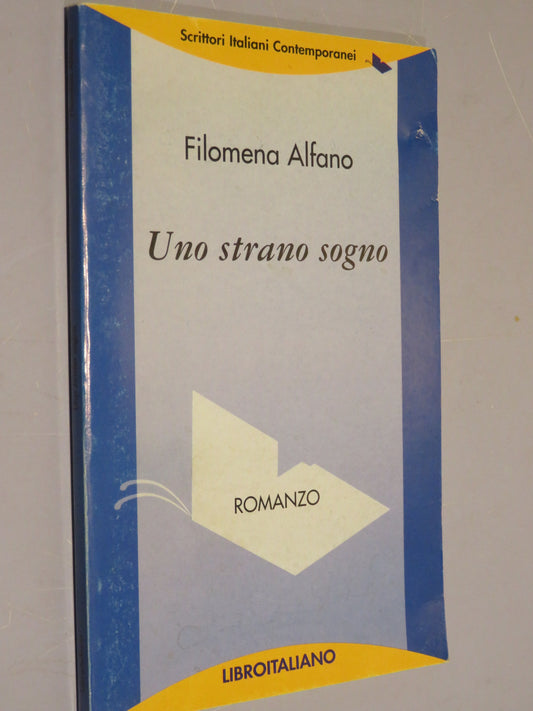 Scrittori Italiani Contemporanei
Filomena Alfano
Uno strano sogno
ROMANZO
LIBROITALIANO